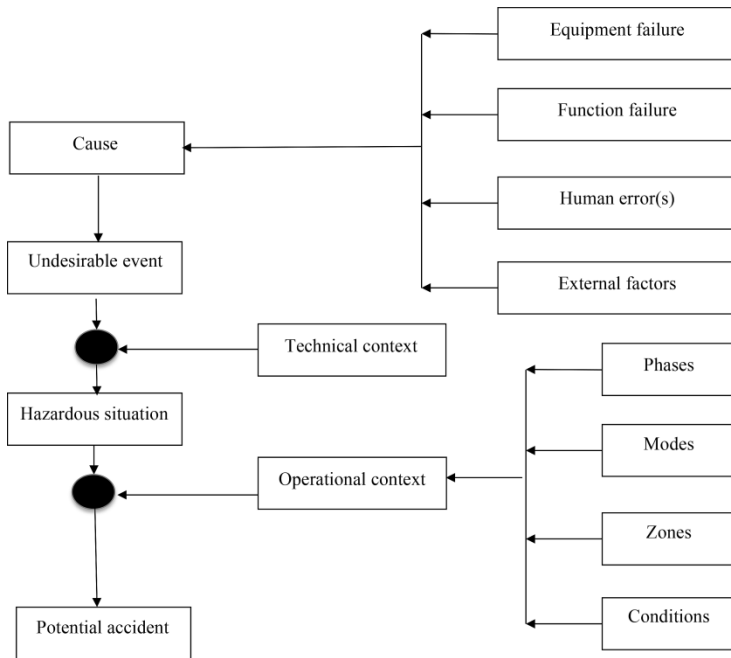 Equipment failure
Function failure
Cause
Human error(s)
Undesirable event
External factors
Technical context
Phases
Hazardous situation
Modes
Operational context
Zones
Conditions
Potential accident